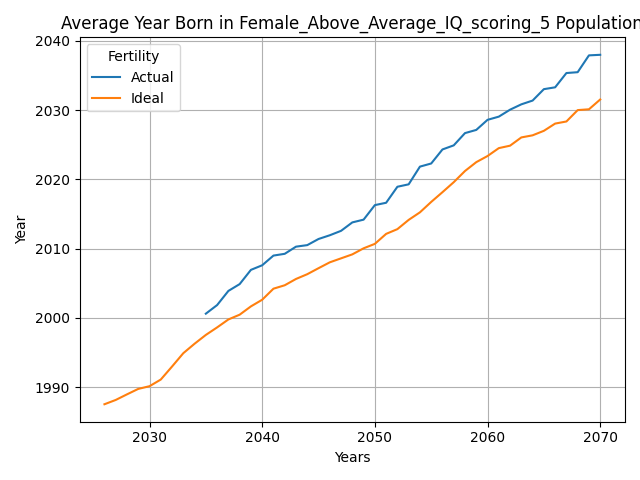 Average Year Born in Female_Above_Average_IQ_scoring_5 Population
Fertility
Actual
Ideal
2040
2030
2020
2010
2000
1990
Year
2030 2040 2050 2060 2070
Years